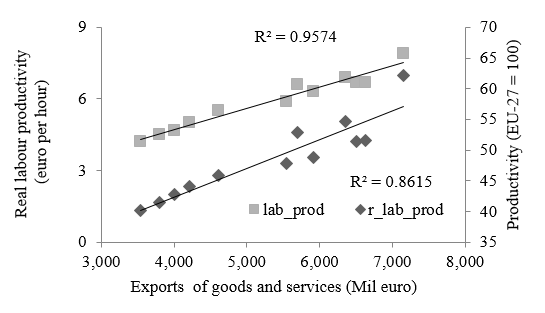 9
6
3
0
70
65
60
55
50
45
40
35
R² = 0.9574
R² = 0.8615
lab_prod
r_lab_prod
3,000 4,000 5,000 6,000 7,000 8,000
Exports of goods and services (Mil euro)
Real labour productivity
(euro per hour)
Productivity (EU-27 = 100)